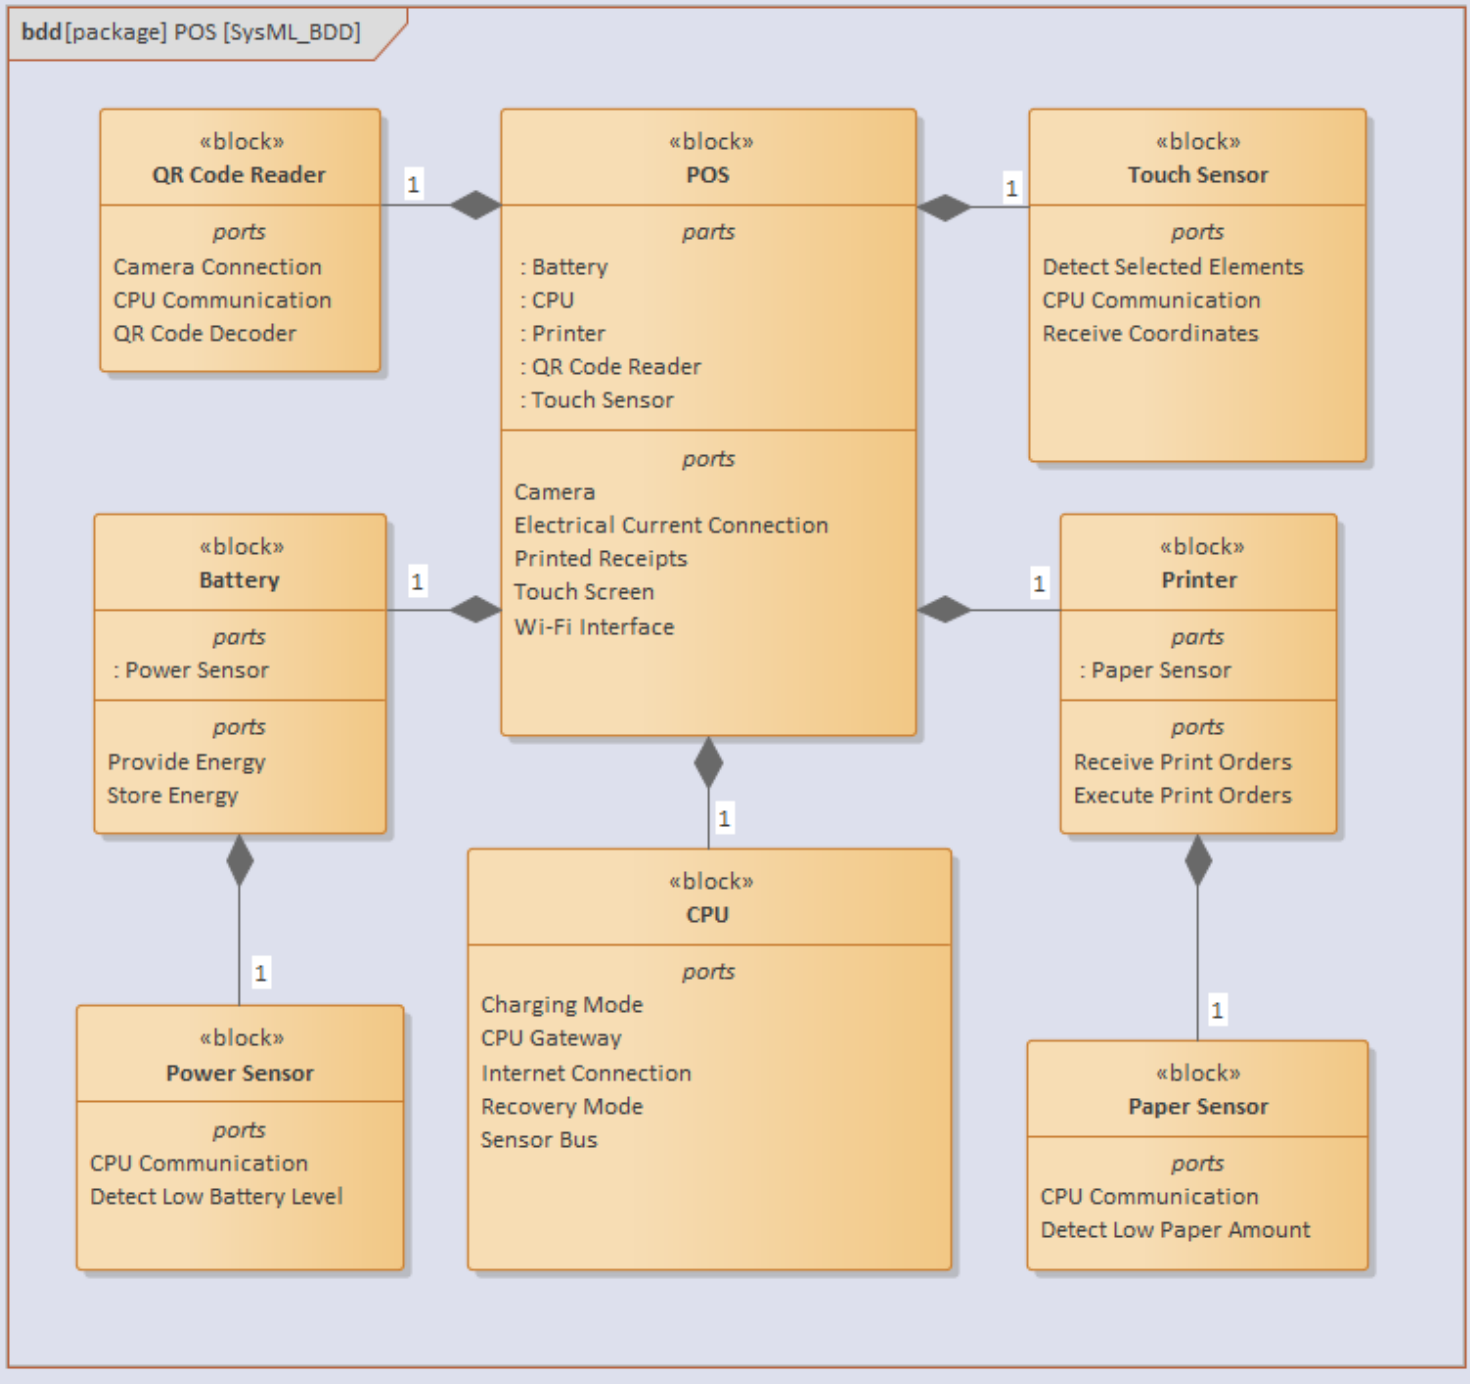 bdd[package] POS [SysML_BDD]
«block»
QR Code Reader
ports
Camera Connection
CPU Communication
QR Code Decoder
1
«block»
POS
parts
: Battery
: CPU
: Printer
: QR Code Reader
: Touch Sensor
ports
Camera
Electrical Current Connection
Printed Receipts
Touch Screen
Wi-Fi Interface
1
«block»
Touch Sensor
ports
Detect Selected Elements
CPU Communication
Receive Coordinates
«block»
Battery
parts
: Power Sensor
ports
Provide Energy
Store Energy
1
1
«block»
Printer
parts
: Paper Sensor
ports
Receive Print Orders
Execute Print Orders
1
1
1
«block»
Power Sensor
ports
CPU Communication
Detect Low Battery Level
«block»
CPU
ports
Charging Mode
CPU Gateway
Internet Connection
Recovery Mode
Sensor Bus
«block»
Paper Sensor
ports
CPU Communication
Detect Low Paper Amount